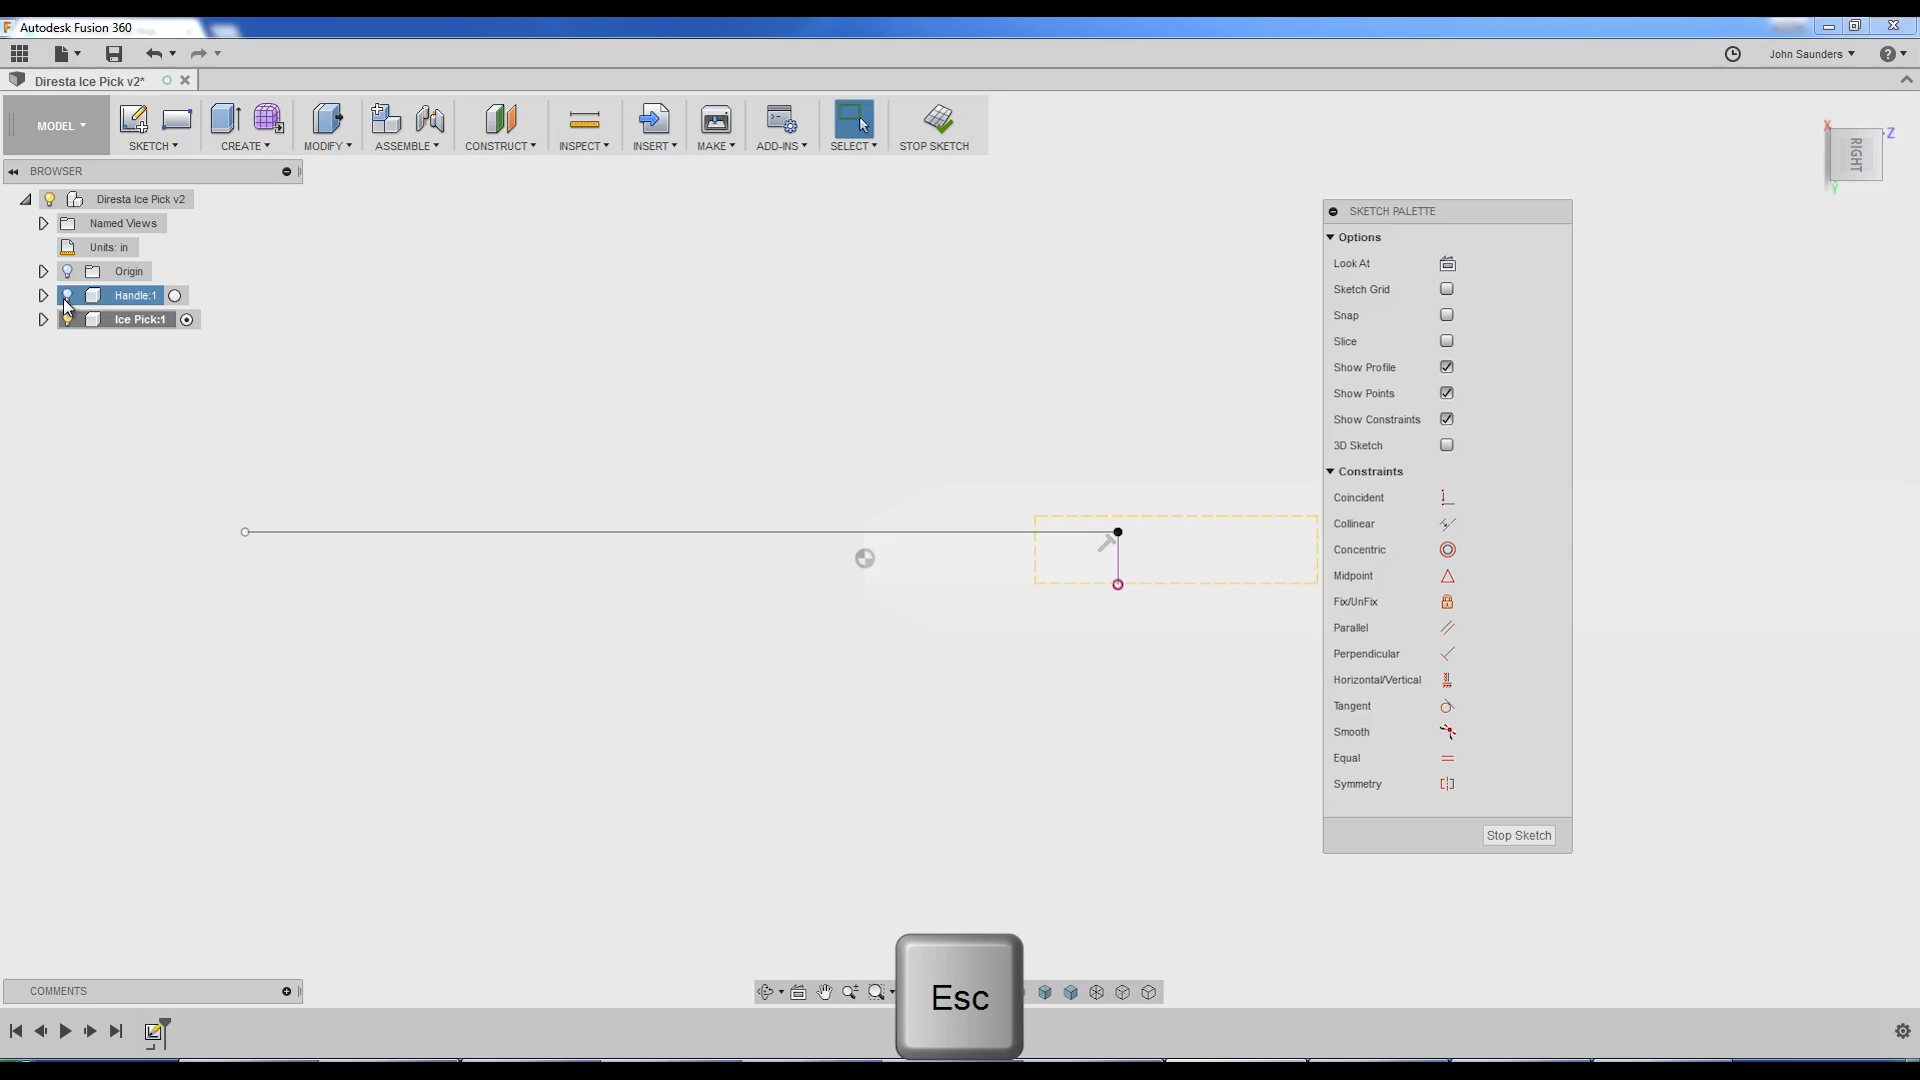 Autodesk Fusion 360
John Saunders
Diresta Ice Pick v2*
MODEL
SKETCH
CREATE
MODIFY
ASSEMBLE
CONSTRUCT
INSPECT
INSERT
MAKE
ADD-INS
SELECT
STOP SKETCH
X
Z
RIGHT
Y
BROWSER
Diresta Ice Pick v2
Named Views
Units: in
Origin
Handle:1
Ice Pick:1
SKETCH PALETTE
Options
Look At
Sketch Grid
Snap
Slice
Show Profile
Show Points
Show Constraints
3D Sketch
Constraints
Coincident
Collinear
Concentric
Midpoint
Fix/UnFix
Parallel
Perpendicular
Horizontal/Vertical
Tangent
Smooth
Equal
Symmetry
Stop Sketch
COMMENTS
Esc